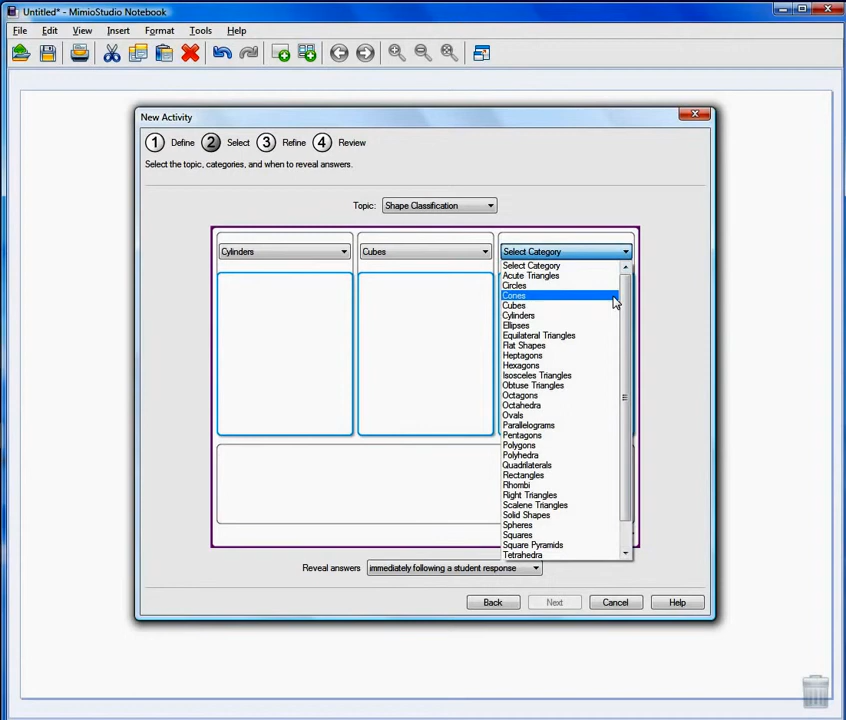 Untitled* - MimioStudio Notebook
File Edit View Insert Format Tools Help
New Activity
1 Define 2 Select 3 Refine 4 Review
Select the topic, categories, and when to reveal answers.
Topic: Shape Classification
Cylinders Cubes Select Category
Select Category
Acute Triangles
Circles
Cones
Cubes
Cylinders
Ellipses
Equilateral Triangles
Flat Shapes
Heptagons
Hexagons
Isosceles Triangles
Obtuse Triangles
Octagons
Octahedra
Ovals
Parallelograms
Pentagons
Polygons
Polyhedra
Quadrilaterals
Rectangles
Rhombi
Right Triangles
Scalene Triangles
Solid Shapes
Spheres
Squares
Square Pyramids
Tetrahedra
Reveal answers immediately following a student response
Back Next Cancel Help